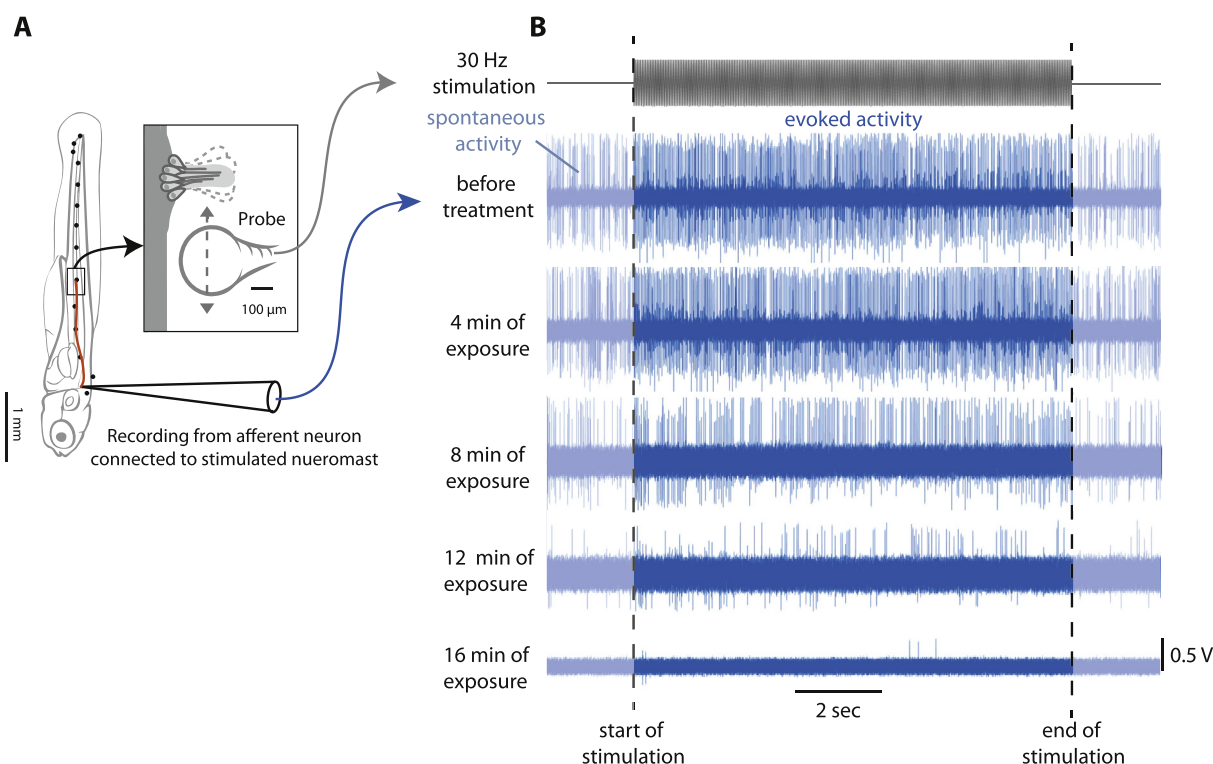 A
B
30 Hz
stimulation
spontaneous
activity
evoked activity
before
treatment
Probe
100 µm
4 min of
exposure
1 mm
Recording from afferent neuron
connected to stimulated nueromast
8 min of
exposure
12 min of
exposure
16 min of
exposure
0.5 V
2 sec
start of
stimulation
end of
stimulation